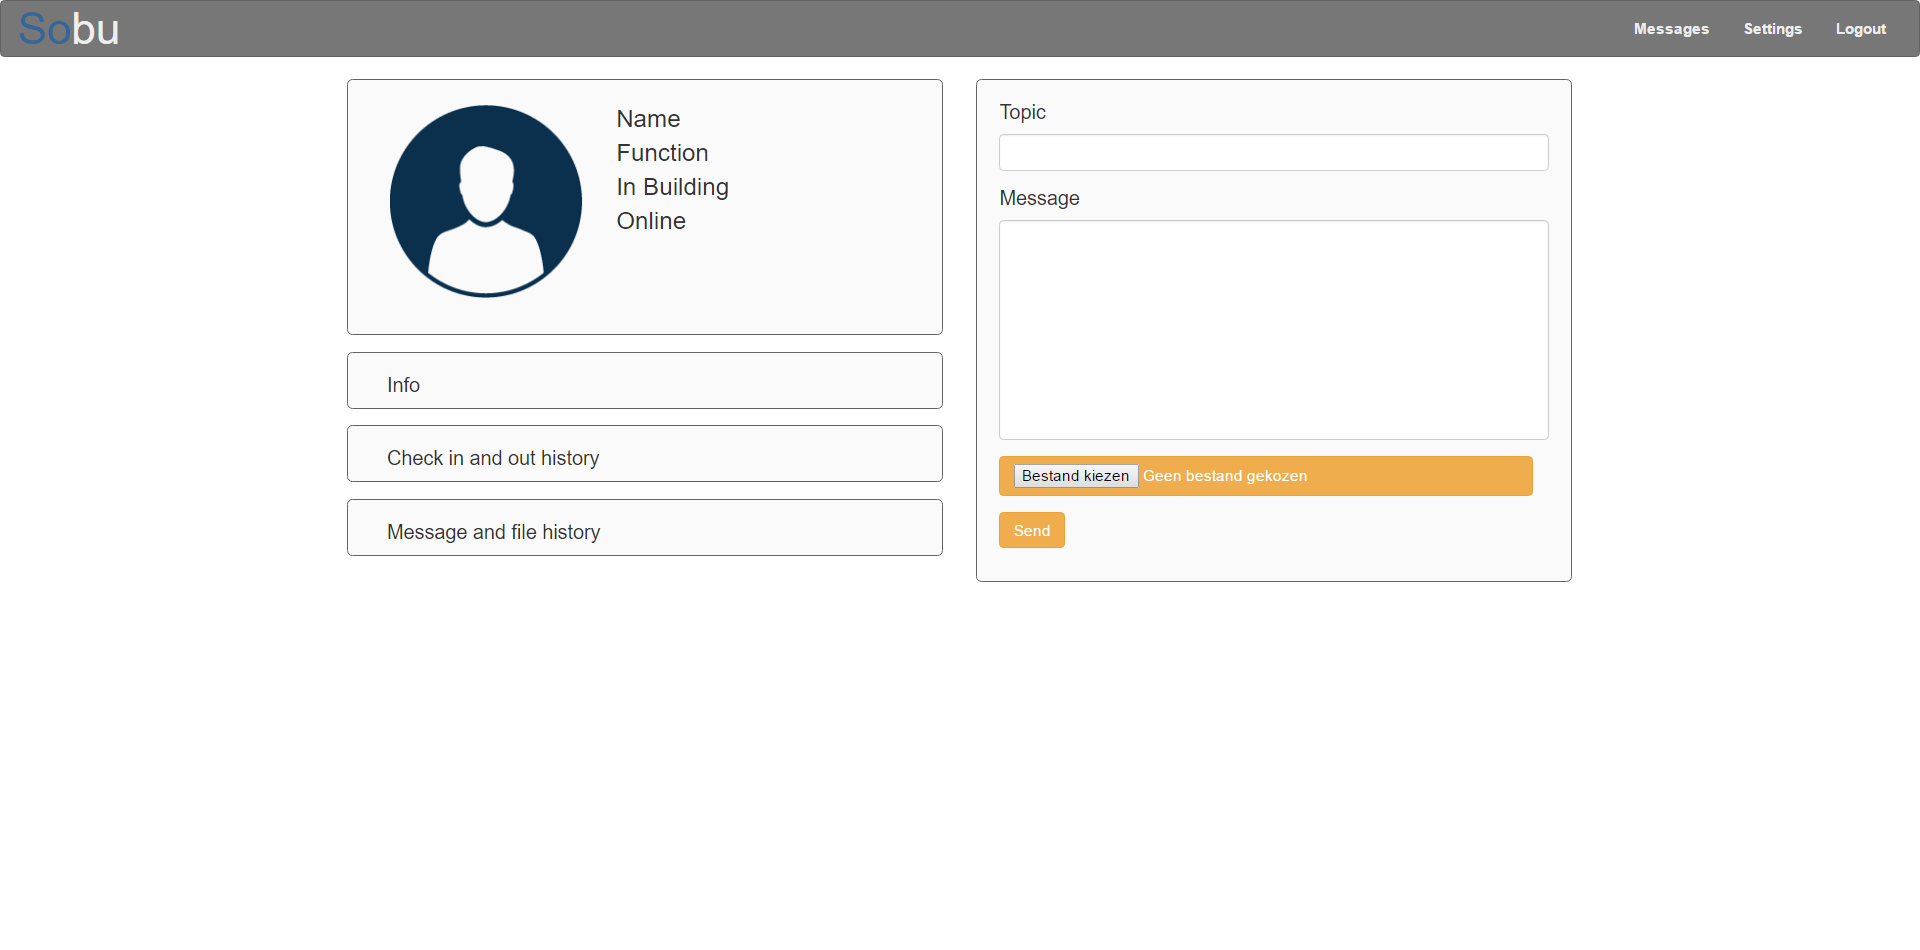 Sobu
Messages Settings Logout
Name
Function
In Building
Online
Info
Check in and out history
Message and file history
Topic
Message
Bestand kiezen Geen bestand gekozen
Send